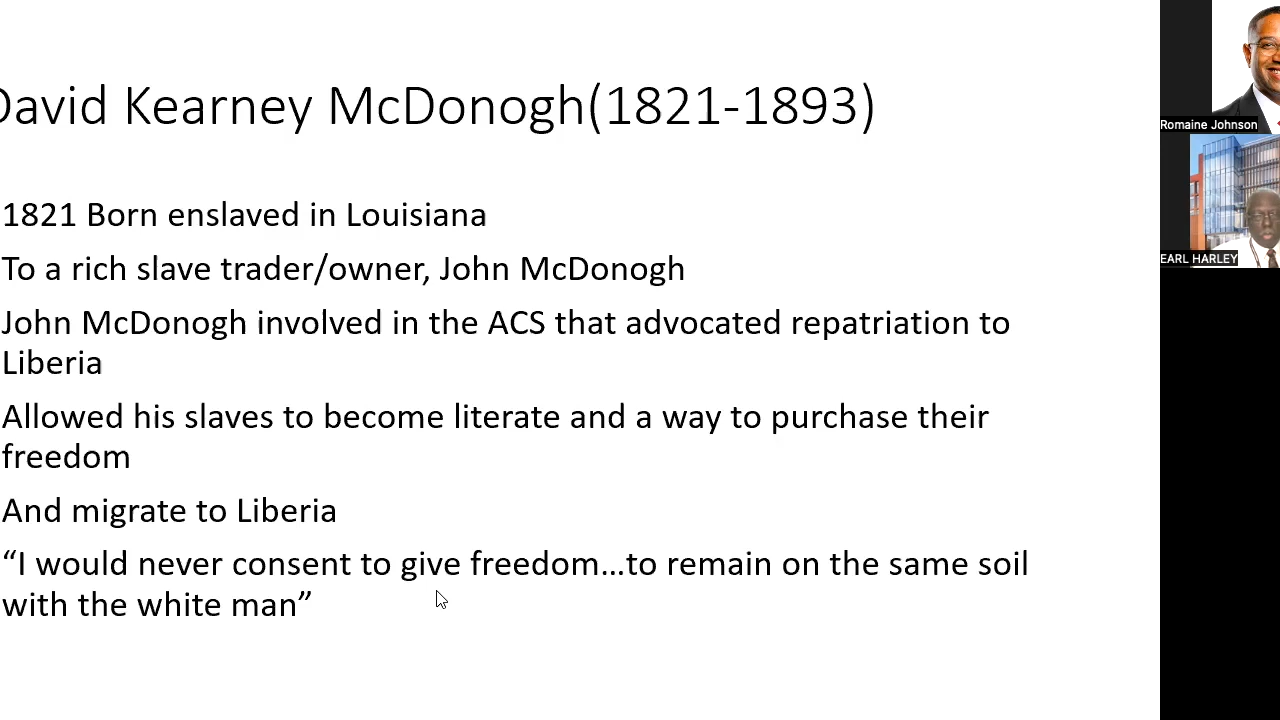 David Kearney McDonogh(1821-1893)
1821 Born enslaved in Louisiana
To a rich slave trader/owner, John McDonogh
John McDonogh involved in the ACS that advocated repatriation to
Liberia
Allowed his slaves to become literate and a way to purchase their
freedom
And migrate to Liberia
“I would never consent to give freedom…to remain on the same soil
with the white man”
Romaine Johnson
EARL HARLEY